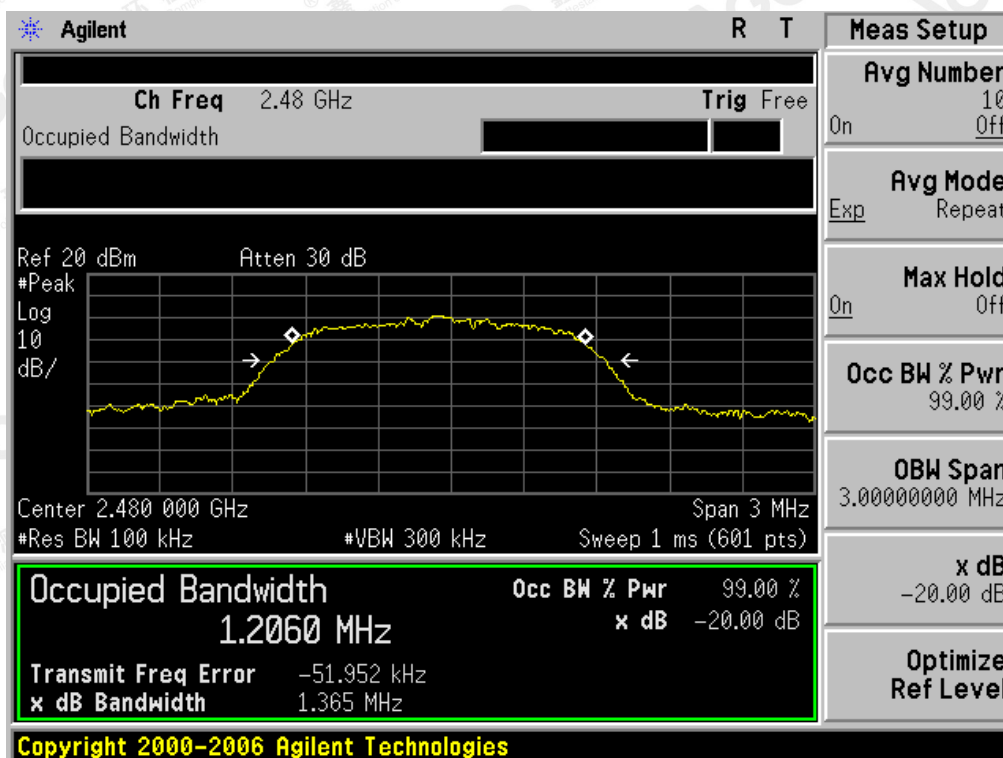 Agilent R T
Meas Setup
Ch Freq 2.48 GHz Trig Free
Occupied Bandwidth
Ref 20 dBm Atten 30 dB
#Peak
Log
10
dB/
Center 2.480 000 GHz Span 3 MHz
#Res BW 100 kHz #VBW 300 kHz Sweep 1 ms (601 pts)
Occupied Bandwidth
1.2060 MHz
Occ BW % Pwr 99.00 %
x dB -20.00 dB
Transmit Freq Error -51.952 kHz
x dB Bandwidth 1.365 MHz
Copyright 2000-2006 Agilent Technologies
Avg Number
10
On Off
Avg Mode
Exp Repeat
Max Hold
On Off
Occ BW % Pwr
99.00 %
OBW Span
3.00000000 MHz
x dB
-20.00 dB
Optimize
Ref Level